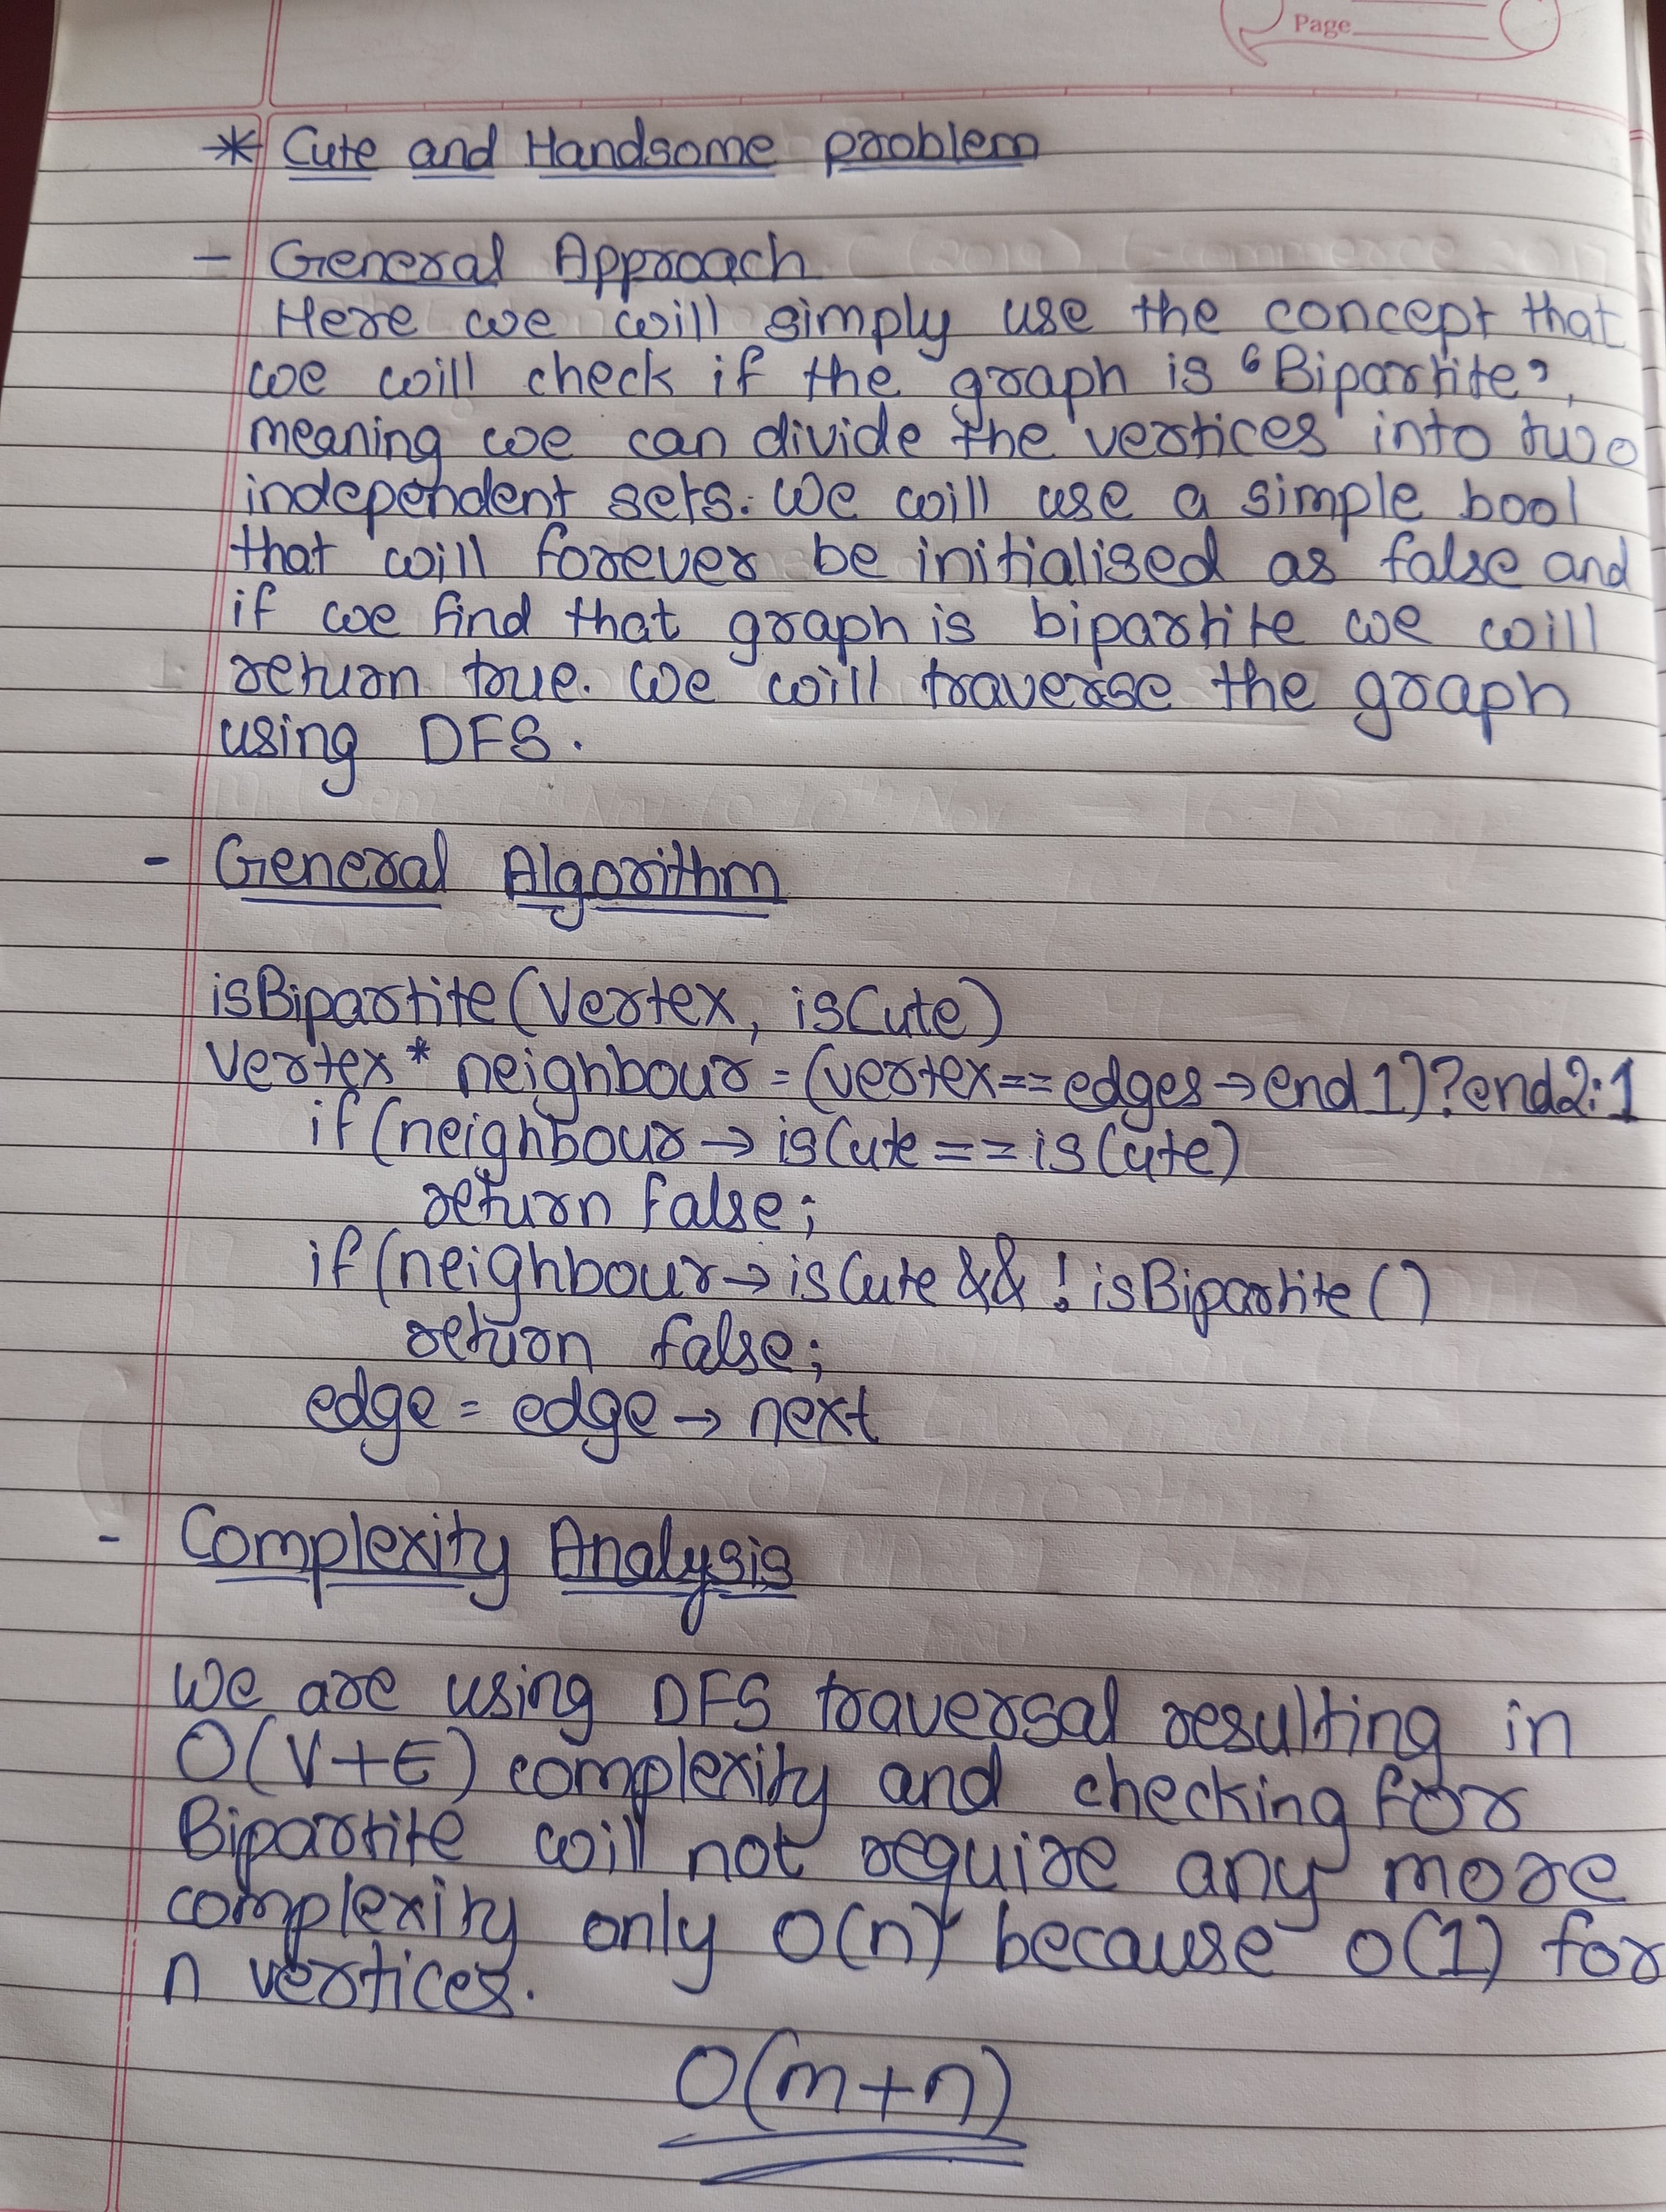 Page
* Cute and Handsome problem
- General Approach
Here we will simply use the concept that
we will check if the graph is 'Bipartite',
meaning we can divide the vertices into two
independent sets. We will use a simple bool
that will forever be initialised as false and
if we find that graph is bipartite we will
return true. We will traverse the graph
using DFS.
- General Algorithm
isBipartite(Vertex, isCute)
Vertex* neighbour = (vertex==edges→end1)?end2:1
if(neighbour→isCute==isCute)
return false;
if(neighbour→isCute && !isBipartite()
return false;
edge = edge→next
- Complexity Analysis
We are using DFS traversal resulting in
O(V+E) complexity and checking for
Bipartite will not require any more
complexity only O(n) because O(1) for
n vertices.
O(m+n)